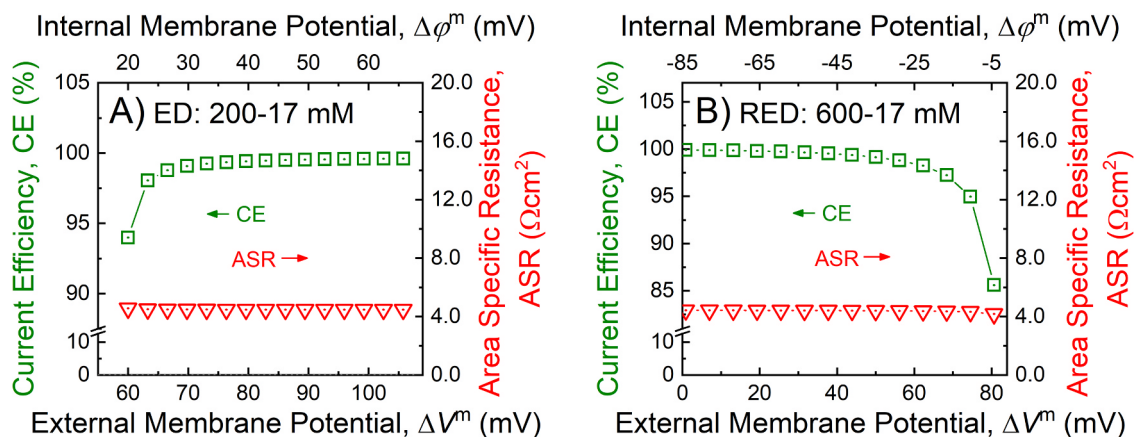 Internal Membrane Potential, Δφᵐ (mV)
20 30 40 50 60
Current Efficiency, CE (%)
105
100
95
90
10
0
A) ED: 200-17 mM
CE
ASR
20.0
16.0
12.0
8.0
4.0
0.0
Area Specific Resistance,
ASR (Ωcm²)
60 70 80 90 100
External Membrane Potential, ΔVᵐ (mV)
Internal Membrane Potential, Δφᵐ (mV)
-85 -65 -45 -25 -5
Current Efficiency, CE (%)
105
100
95
90
85
10
0
B) RED: 600-17 mM
CE
ASR
20.0
16.0
12.0
8.0
4.0
0.0
Area Specific Resistance,
ASR (Ωcm²)
0 20 40 60 80
External Membrane Potential, ΔVᵐ (mV)